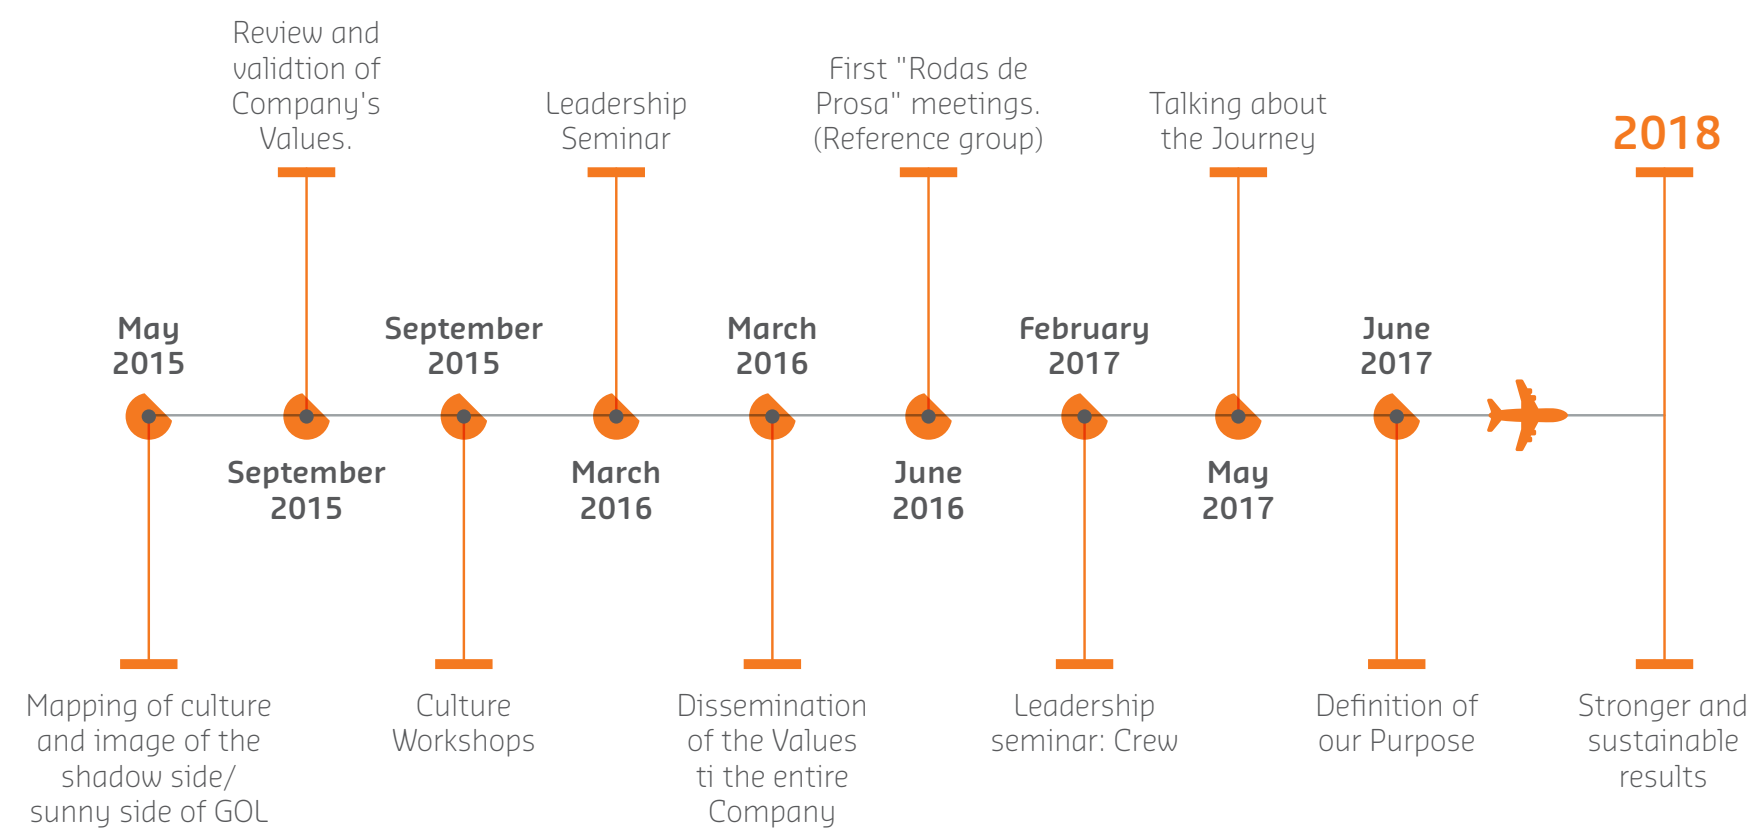 May
2015
Mapping of culture
and image of the
shadow side/
sunny side of GOL
Review and
validtion of
Company's
Values.
September
2015
September
2015
Culture
Workshops
Leadership
Seminar
March
2016
March
2016
Dissemination
of the Values
ti the entire
Company
First "Rodas de
Prosa" meetings.
(Reference group)
June
2016
February
2017
Leadership
seminar: Crew
Talking about
the Journey
May
2017
June
2017
Definition of
our Purpose
2018
Stronger and
sustainable
results